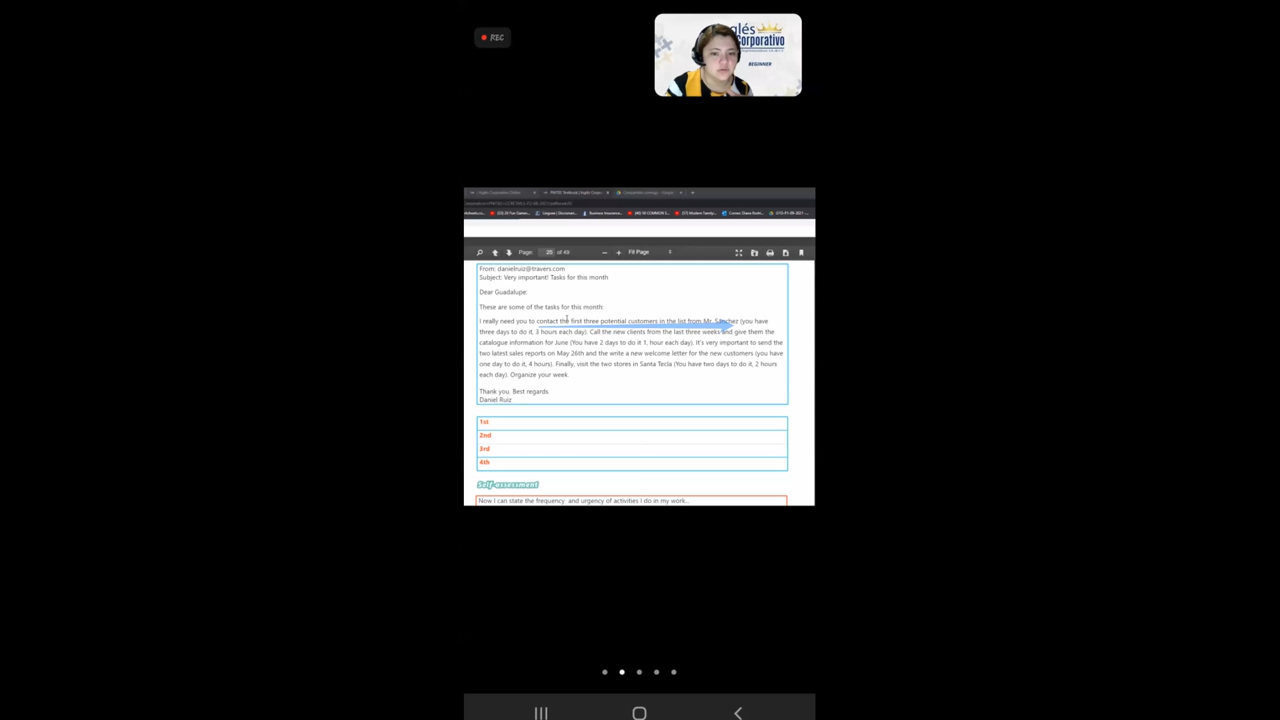 REC
Inglés
Corporativo
BEGINNER
Page: 25 of 49
Fit Page
From: danielruiz@travers.com
Subject: Very important! Tasks for this month
Dear Guadalupe:
These are some of the tasks for this month:
I really need you to contact the first three potential customers in the list from Mr. Sánchez (you have
three days to do it, 3 hours each day). Call the new clients from the last three weeks and give them the
catalogue information for June (You have 2 days to do it 1, hour each day). It's very important to send the
two latest sales reports on May 26th and the write a new welcome letter for the new customers (you have
one day to do it, 4 hours). Finally, visit the two stores in Santa Tecla (You have two days to do it, 2 hours
each day). Organize your week.
Thank you. Best regards.
Daniel Ruiz
1st
2nd
3rd
4th
Self-assessment
Now I can state the frequency and urgency of activities I do in my work...